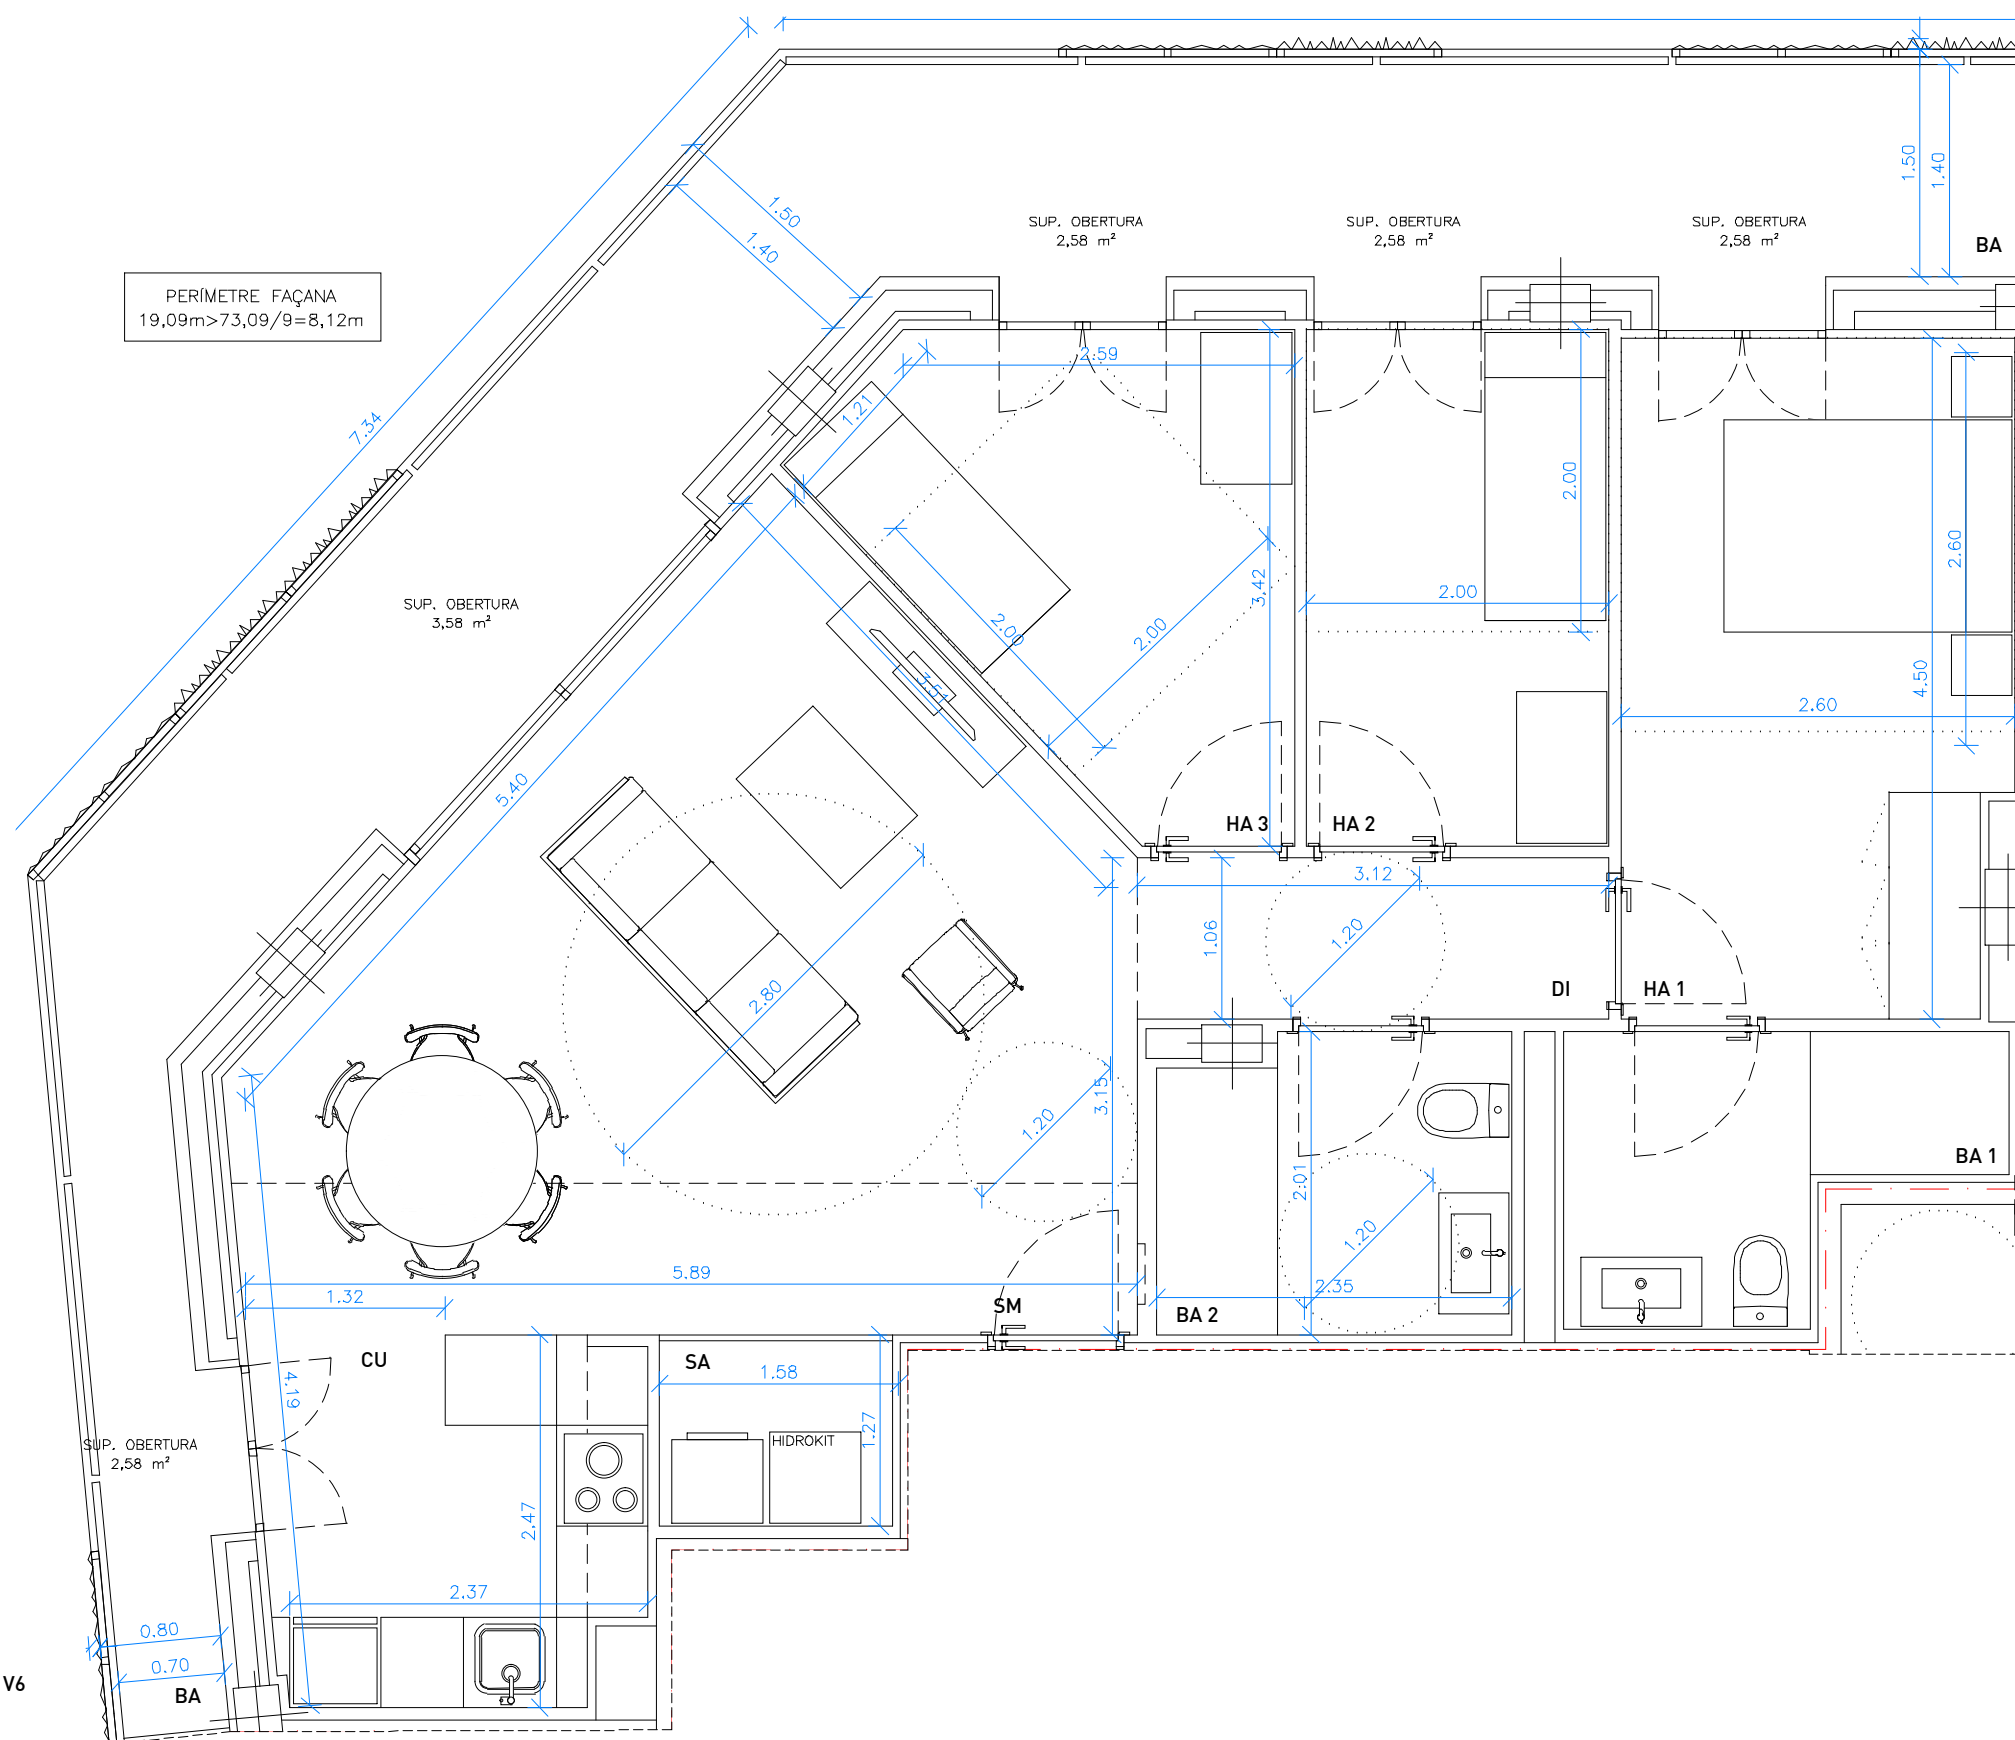 1.50
1.40
1.50
1.40
SUP. OBERTURA
2,58 m²
SUP. OBERTURA
2,58 m²
SUP. OBERTURA
2,58 m²
BA
PERÍMETRE FAÇANA
19,09m>73,09/9=8,12m
7.34
2.59
1.21
2.00
2.60
3.42
2.00
2.00
2.00
SUP. OBERTURA
3,58 m²
3.51
4.50
2.60
5.40
HA 3
HA 2
3.12
1.06
1.20
DI
HA 1
2.80
3.15
1.20
2.01
1.20
BA 1
5.89
1.32
2.35
SM
BA 2
CU
SA
1.58
4.19
1.27
HIDROKIT
SUP. OBERTURA
2,58 m²
2.47
2.37
0.80
0.70
V6
BA